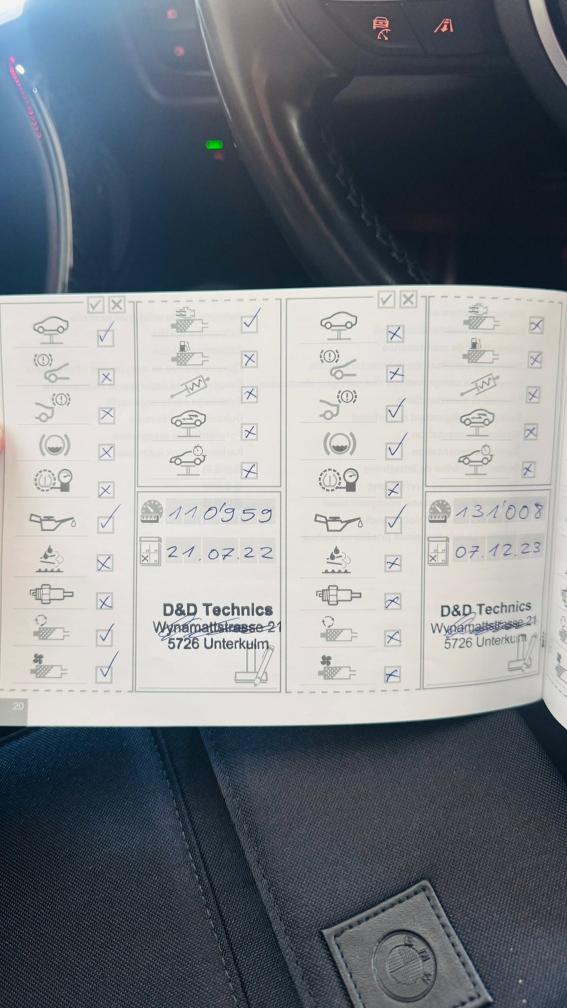 110'959
21.07.22
D&D Technics
Wynamattstrasse 21
5726 Unterkulm
131'008
07.12.23
D&D Technics
Wynamattstrasse 21
5726 Unterkulm
20
BMW